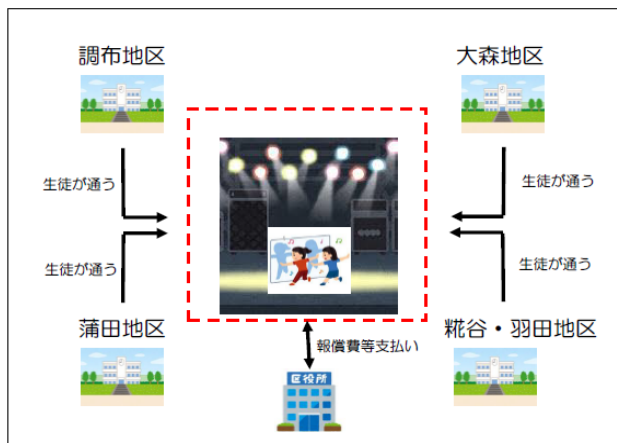 調布地区
大森地区
生徒が通う
生徒が通う
生徒が通う
生徒が通う
蒲田地区
糀谷・羽田地区
報償費等支払い
区役所